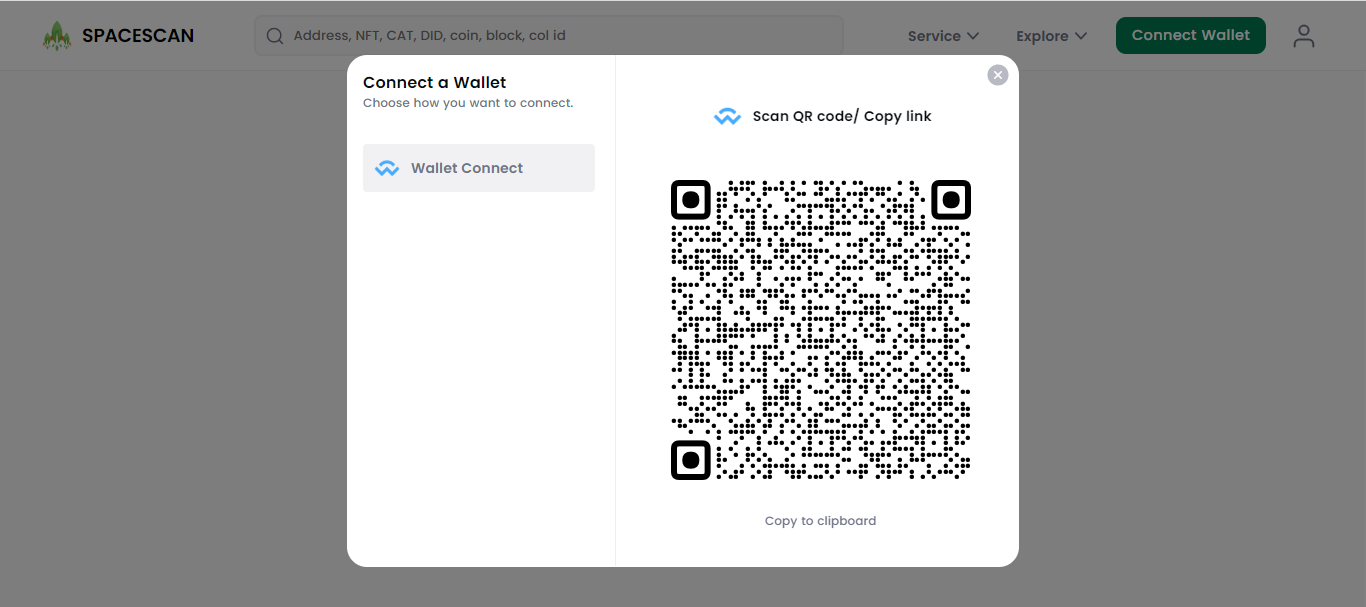 SPACESCAN
Address, NFT, CAT, DID, coin, block, col id
Service
Explore
Connect Wallet
Connect a Wallet
Choose how you want to connect.
Wallet Connect
Scan QR code/ Copy link
Copy to clipboard